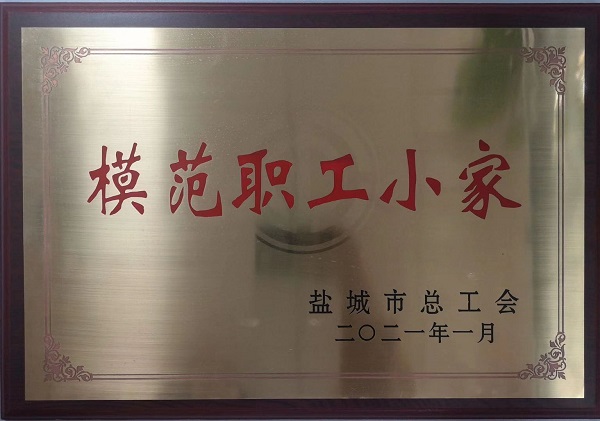 模范职工小家
盐城市总工会
二〇二一年一月